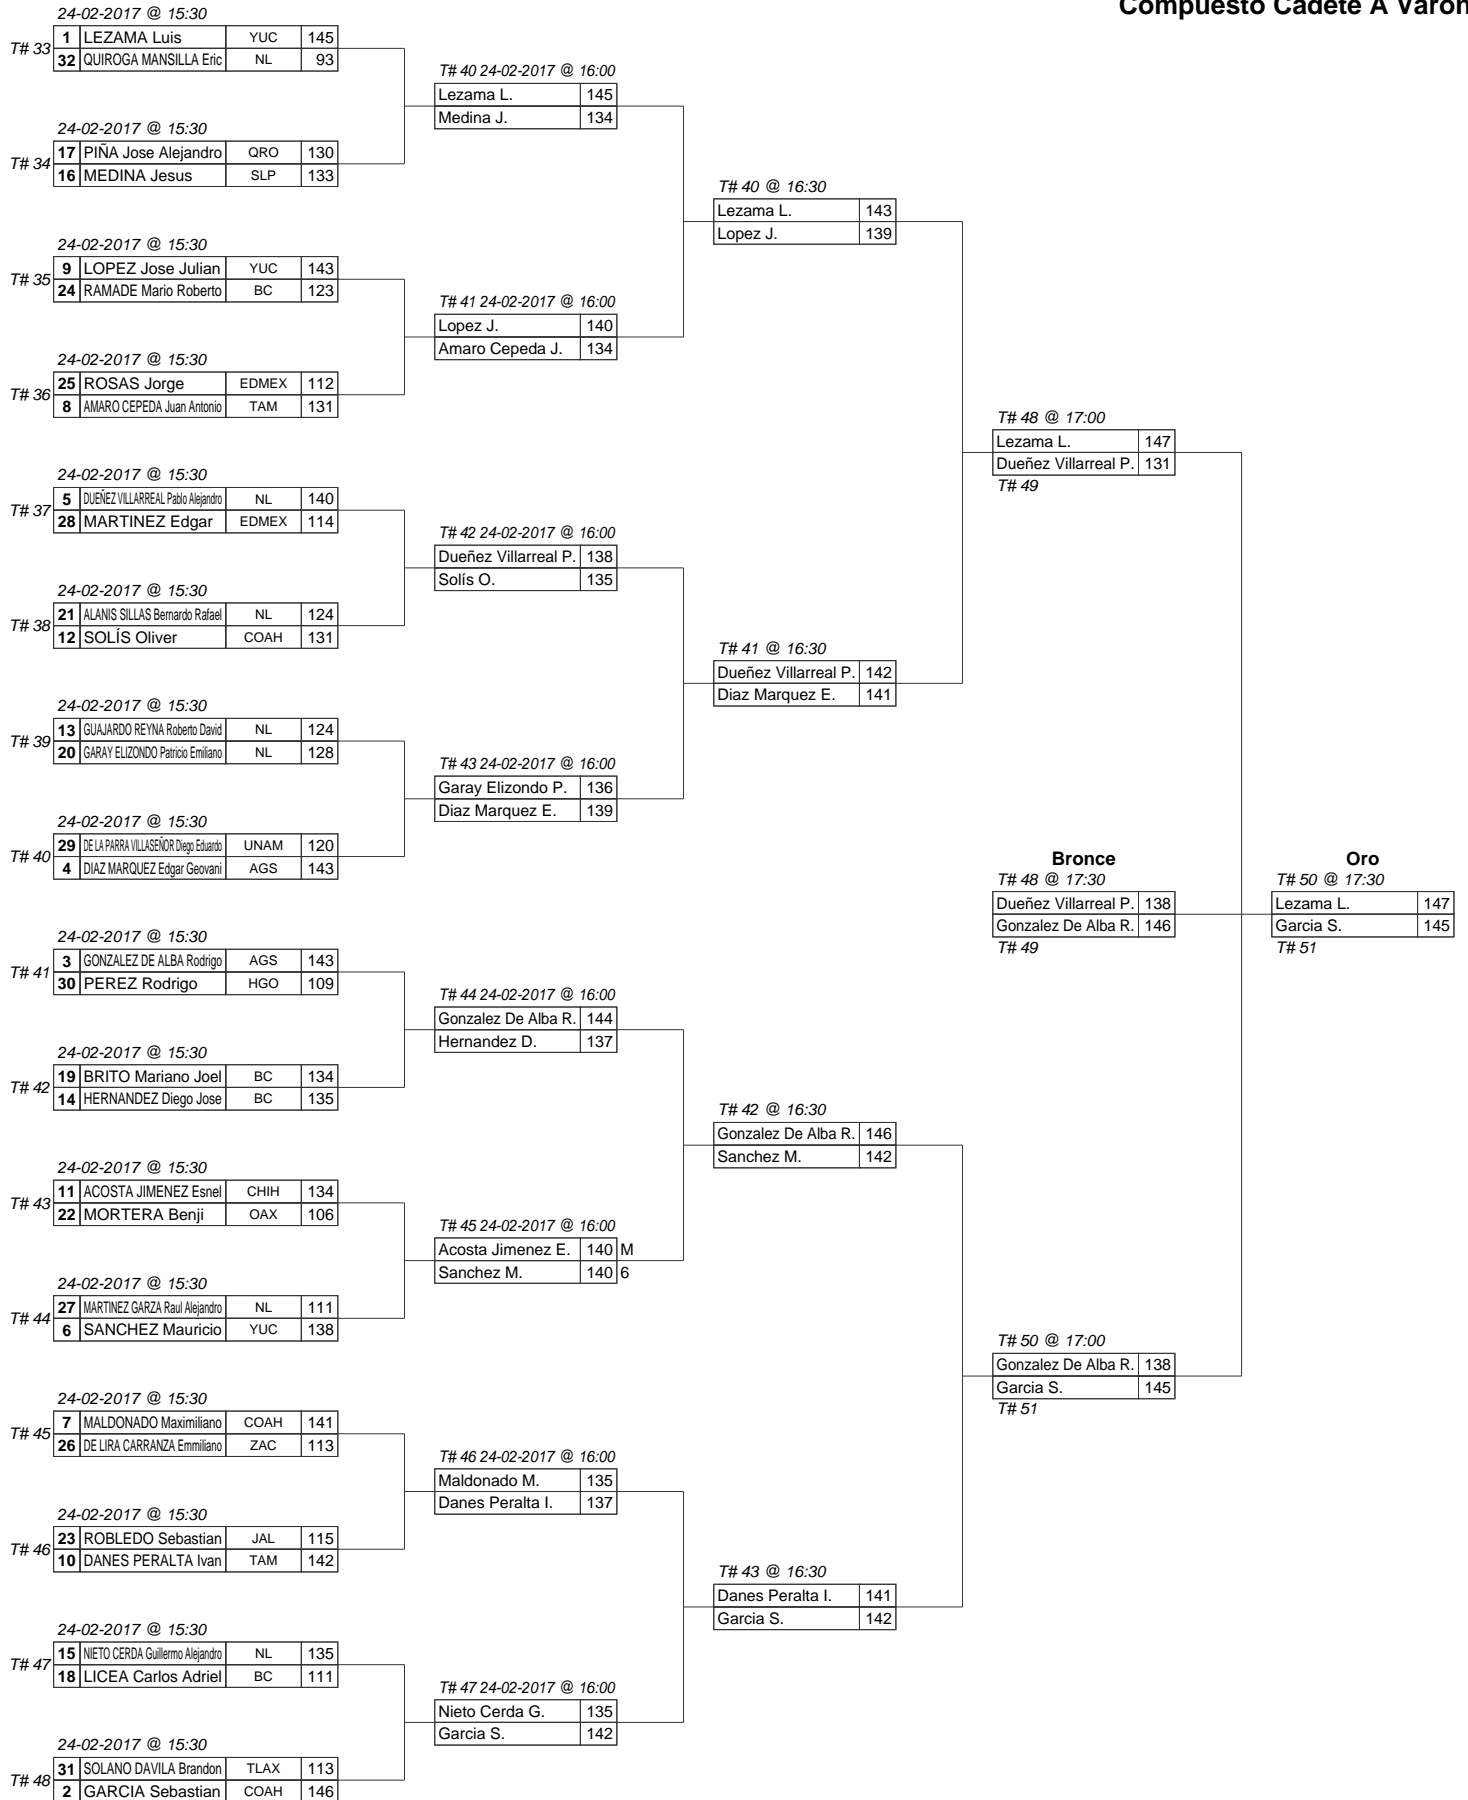 Compuesto Cadete A Varon
24-02-2017 @ 15:30
T# 33
1 LEZAMA Luis YUC 145
32 QUIROGA MANSILLA Eric NL 93
24-02-2017 @ 15:30
T# 34
17 PIÑA Jose Alejandro QRO 130
16 MEDINA Jesus SLP 133
24-02-2017 @ 15:30
T# 35
9 LOPEZ Jose Julian YUC 143
24 RAMADE Mario Roberto BC 123
24-02-2017 @ 15:30
T# 36
25 ROSAS Jorge EDMEX 112
8 AMARO CEPEDA Juan Antonio TAM 131
24-02-2017 @ 15:30
T# 37
5 DUEÑEZ VILLARREAL Pablo Alejandro NL 140
28 MARTINEZ Edgar EDMEX 114
24-02-2017 @ 15:30
T# 38
21 ALANIS SILLAS Bernardo Rafael NL 124
12 SOLÍS Oliver COAH 131
24-02-2017 @ 15:30
T# 39
13 GUAJARDO REYNA Roberto David NL 124
20 GARAY ELIZONDO Patricio Emiliano NL 128
24-02-2017 @ 15:30
T# 40
29 DE LA PARRA VILLASEÑOR Diego Eduardo UNAM 120
4 DIAZ MARQUEZ Edgar Geovani AGS 143
24-02-2017 @ 15:30
T# 41
3 GONZALEZ DE ALBA Rodrigo AGS 143
30 PEREZ Rodrigo HGO 109
24-02-2017 @ 15:30
T# 42
19 BRITO Mariano Joel BC 134
14 HERNANDEZ Diego Jose BC 135
24-02-2017 @ 15:30
T# 43
11 ACOSTA JIMENEZ Esnel CHIH 134
22 MORTERA Benji OAX 106
24-02-2017 @ 15:30
T# 44
27 MARTINEZ GARZA Raul Alejandro NL 111
6 SANCHEZ Mauricio YUC 138
24-02-2017 @ 15:30
T# 45
7 MALDONADO Maximiliano COAH 141
26 DE LIRA CARRANZA Emmiliano ZAC 113
24-02-2017 @ 15:30
T# 46
23 ROBLEDO Sebastian JAL 115
10 DANES PERALTA Ivan TAM 142
24-02-2017 @ 15:30
T# 47
15 NIETO CERDA Guillermo Alejandro NL 135
18 LICEA Carlos Adriel BC 111
24-02-2017 @ 15:30
T# 48
31 SOLANO DAVILA Brandon TLAX 113
2 GARCIA Sebastian COAH 146
T# 40 24-02-2017 @ 16:00
Lezama L. 145
Medina J. 134
T# 41 24-02-2017 @ 16:00
Lopez J. 140
Amaro Cepeda J. 134
T# 42 24-02-2017 @ 16:00
Dueñez Villarreal P. 138
Solís O. 135
T# 43 24-02-2017 @ 16:00
Garay Elizondo P. 136
Diaz Marquez E. 139
T# 44 24-02-2017 @ 16:00
Gonzalez De Alba R. 144
Hernandez D. 137
T# 45 24-02-2017 @ 16:00
Acosta Jimenez E. 140 M
Sanchez M. 140 6
T# 46 24-02-2017 @ 16:00
Maldonado M. 135
Danes Peralta I. 137
T# 47 24-02-2017 @ 16:00
Nieto Cerda G. 135
Garcia S. 142
T# 40 @ 16:30
Lezama L. 143
Lopez J. 139
T# 41 @ 16:30
Dueñez Villarreal P. 142
Diaz Marquez E. 141
T# 42 @ 16:30
Gonzalez De Alba R. 146
Sanchez M. 142
T# 43 @ 16:30
Danes Peralta I. 141
Garcia S. 142
T# 48 @ 17:00
Lezama L. 147
Dueñez Villarreal P. 131
T# 49
Bronce
T# 48 @ 17:30
Dueñez Villarreal P. 138
Gonzalez De Alba R. 146
T# 49
T# 50 @ 17:00
Gonzalez De Alba R. 138
Garcia S. 145
T# 51
Oro
T# 50 @ 17:30
Lezama L. 147
Garcia S. 145
T# 51